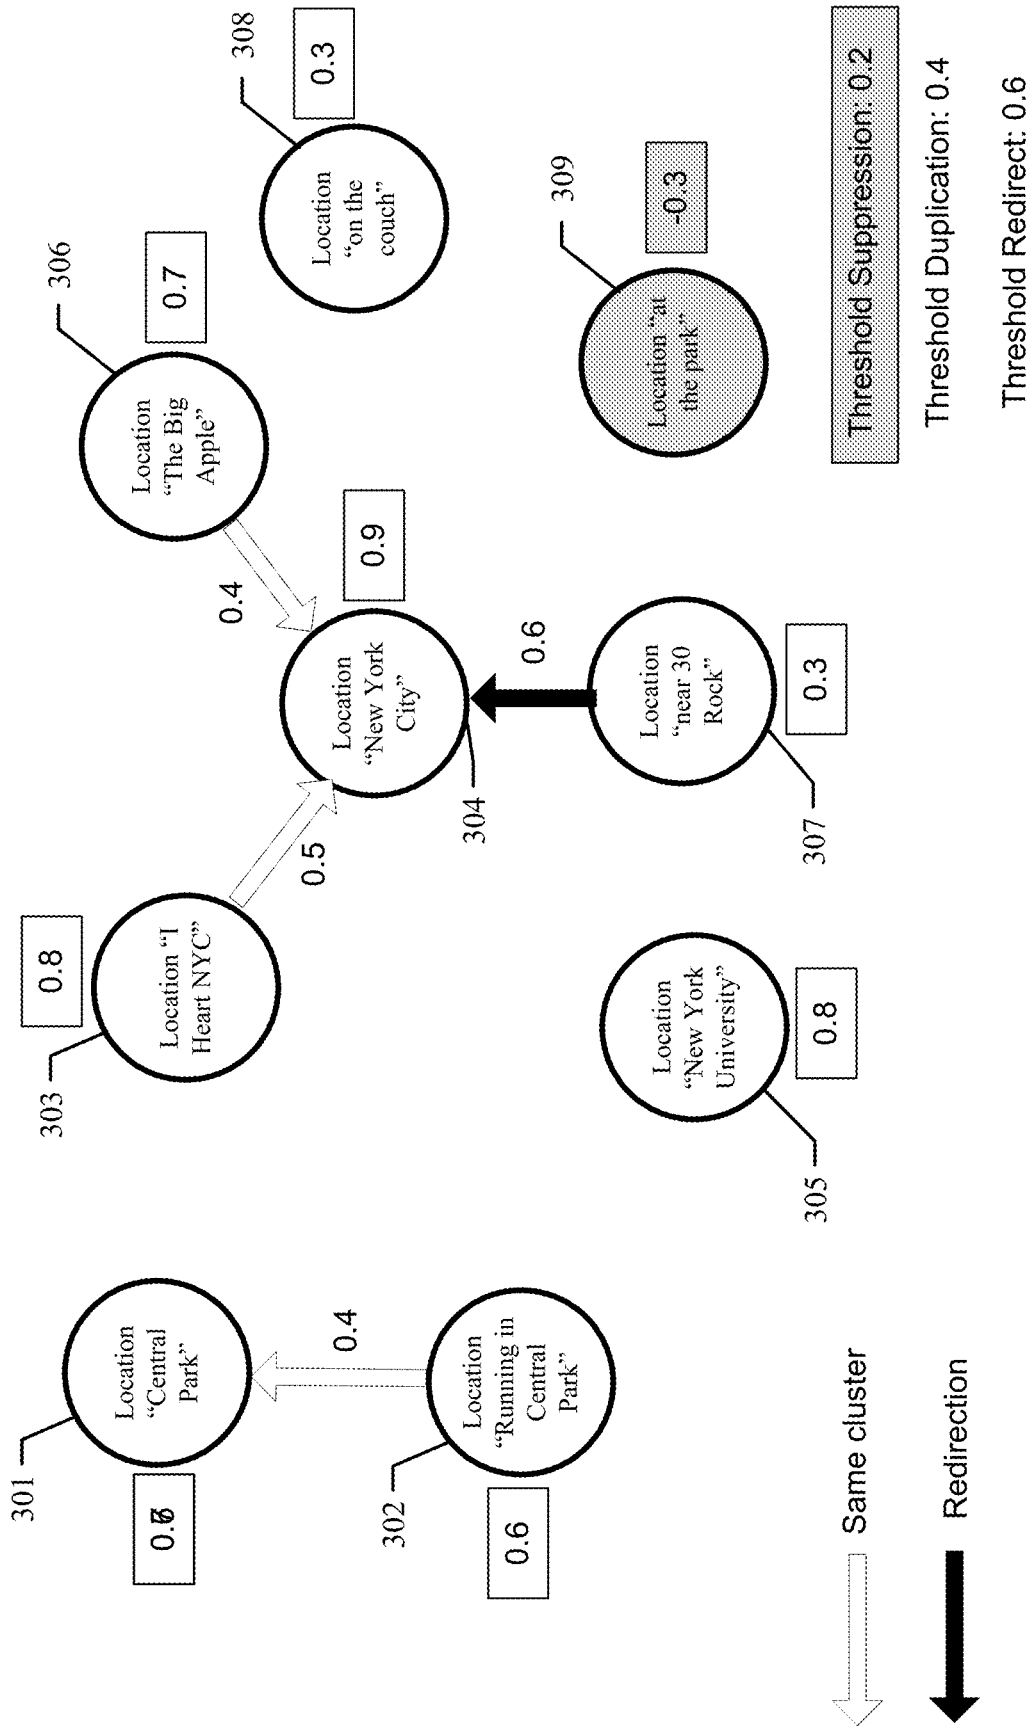 301
Location
“Central
Park”
0.4
302
Location
“Running in
Central
Park”
0.6
303
0.8
Location “I
Heart NYC”
0.5
304
Location
“New York
City”
0.9
305
Location
“New York
University”
0.8
306
Location
“The Big
Apple”
0.7
0.4
0.6
307
Location
“near 30
Rock”
0.3
308
Location
“on the
couch”
0.3
309
Location “at
the park”
-0.3
Same cluster
Redirection
Threshold Suppression: 0.2
Threshold Duplication: 0.4
Threshold Redirect: 0.6